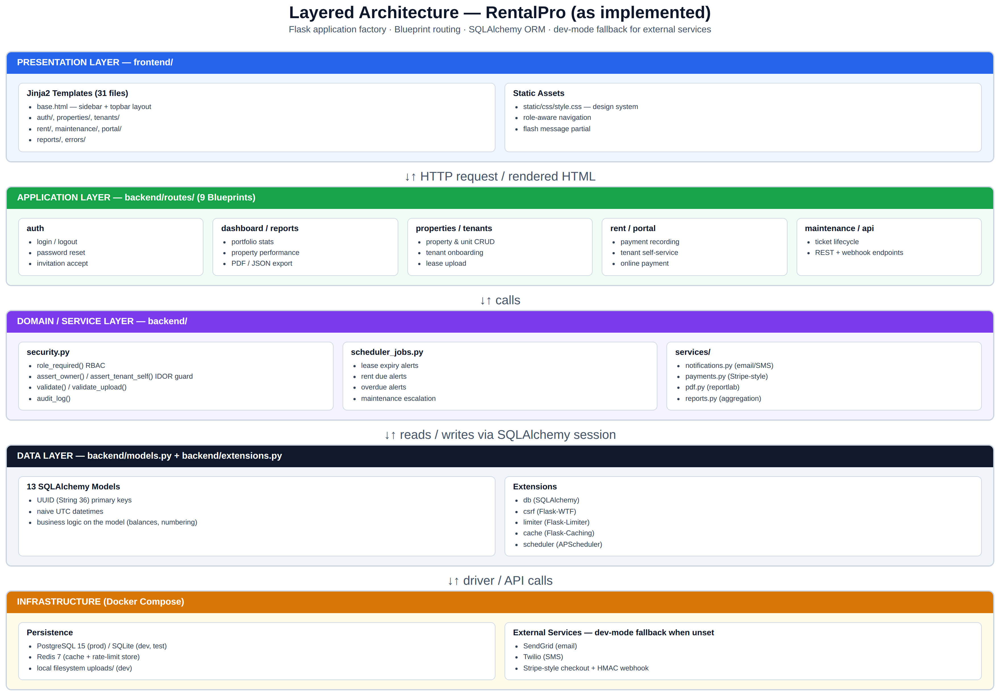 Layered Architecture — RentalPro (as implemented)
Flask application factory · Blueprint routing · SQLAlchemy ORM · dev-mode fallback for external services
PRESENTATION LAYER — frontend/
Jinja2 Templates (31 files)
• base.html — sidebar + topbar layout
• auth/, properties/, tenants/
• rent/, maintenance/, portal/
• reports/, errors/
Static Assets
• static/css/style.css — design system
• role-aware navigation
• flash message partial
↓↑ HTTP request / rendered HTML
APPLICATION LAYER — backend/routes/ (9 Blueprints)
auth
• login / logout
• password reset
• invitation accept
dashboard / reports
• portfolio stats
• property performance
• PDF / JSON export
properties / tenants
• property & unit CRUD
• tenant onboarding
• lease upload
rent / portal
• payment recording
• tenant self-service
• online payment
maintenance / api
• ticket lifecycle
• REST + webhook endpoints
↓↑ calls
DOMAIN / SERVICE LAYER — backend/
security.py
• role_required() RBAC
• assert_owner() / assert_tenant_self() IDOR guard
• validate() / validate_upload()
• audit_log()
scheduler_jobs.py
• lease expiry alerts
• rent due alerts
• overdue alerts
• maintenance escalation
services/
• notifications.py (email/SMS)
• payments.py (Stripe-style)
• pdf.py (reportlab)
• reports.py (aggregation)
↓↑ reads / writes via SQLAlchemy session
DATA LAYER — backend/models.py + backend/extensions.py
13 SQLAlchemy Models
• UUID (String 36) primary keys
• naive UTC datetimes
• business logic on the model (balances, numbering)
Extensions
• db (SQLAlchemy)
• csrf (Flask-WTF)
• limiter (Flask-Limiter)
• cache (Flask-Caching)
• scheduler (APScheduler)
↓↑ driver / API calls
INFRASTRUCTURE (Docker Compose)
Persistence
• PostgreSQL 15 (prod) / SQLite (dev, test)
• Redis 7 (cache + rate-limit store)
• local filesystem uploads/ (dev)
External Services — dev-mode fallback when unset
• SendGrid (email)
• Twilio (SMS)
• Stripe-style checkout + HMAC webhook